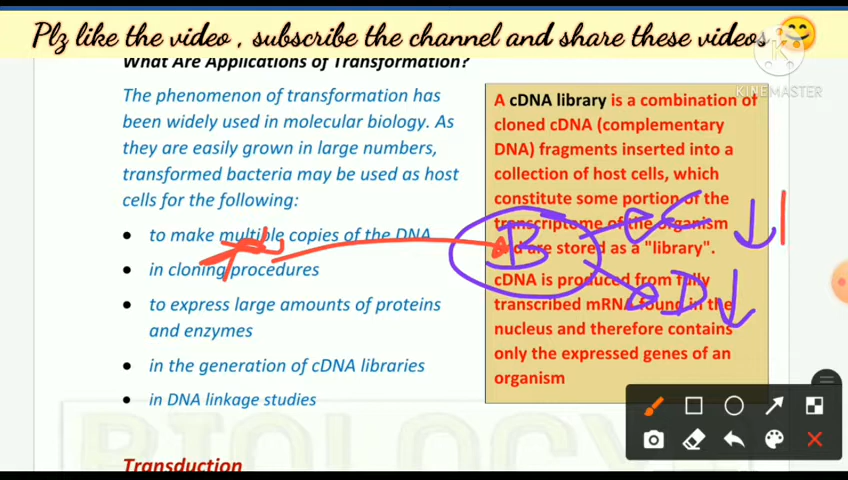 Plz like the video , subscribe the channel and share these videos
KINEMASTER
What Are Applications of Transformation?
The phenomenon of transformation has
been widely used in molecular biology. As
they are easily grown in large numbers,
transformed bacteria may be used as host
cells for the following:
to make multiple copies of the DNA
in cloning procedures
to express large amounts of proteins
and enzymes
in the generation of cDNA libraries
in DNA linkage studies
A cDNA library is a combination of
cloned cDNA (complementary
DNA) fragments inserted into a
collection of host cells, which
constitute some portion of the
transcriptome of the organism
and are stored as a "library".
cDNA is produced from fully
transcribed mRNA found in the
nucleus and therefore contains
only the expressed genes of an
organism
B
D
BIOLOGY
Transduction